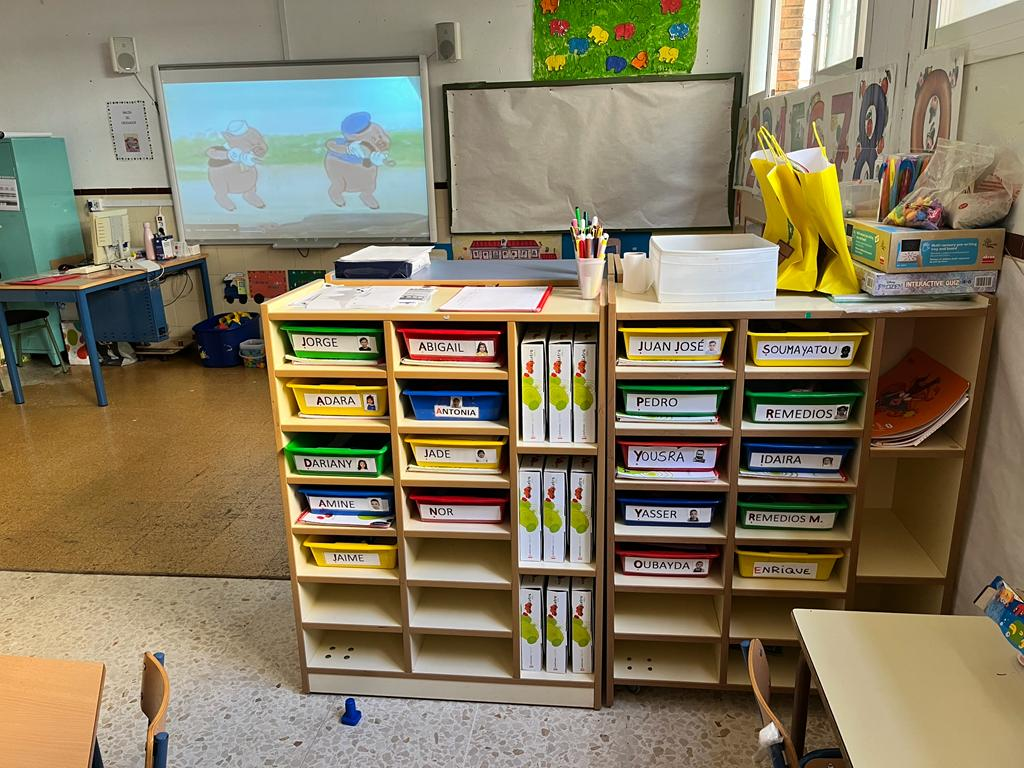 JORGE
ABIGAIL
ADARA
ANTONIA
DARIANY
JADE
AMINE
NOR
JAIME
JUAN JOSÉ
SOUMAYATOU
PEDRO
REMEDIOS
YOUSRA
IDAIRA
YASSER
REMEDIOS M.
OUBAYDA
ENRIQUE
INTERACTIVE QUIZ